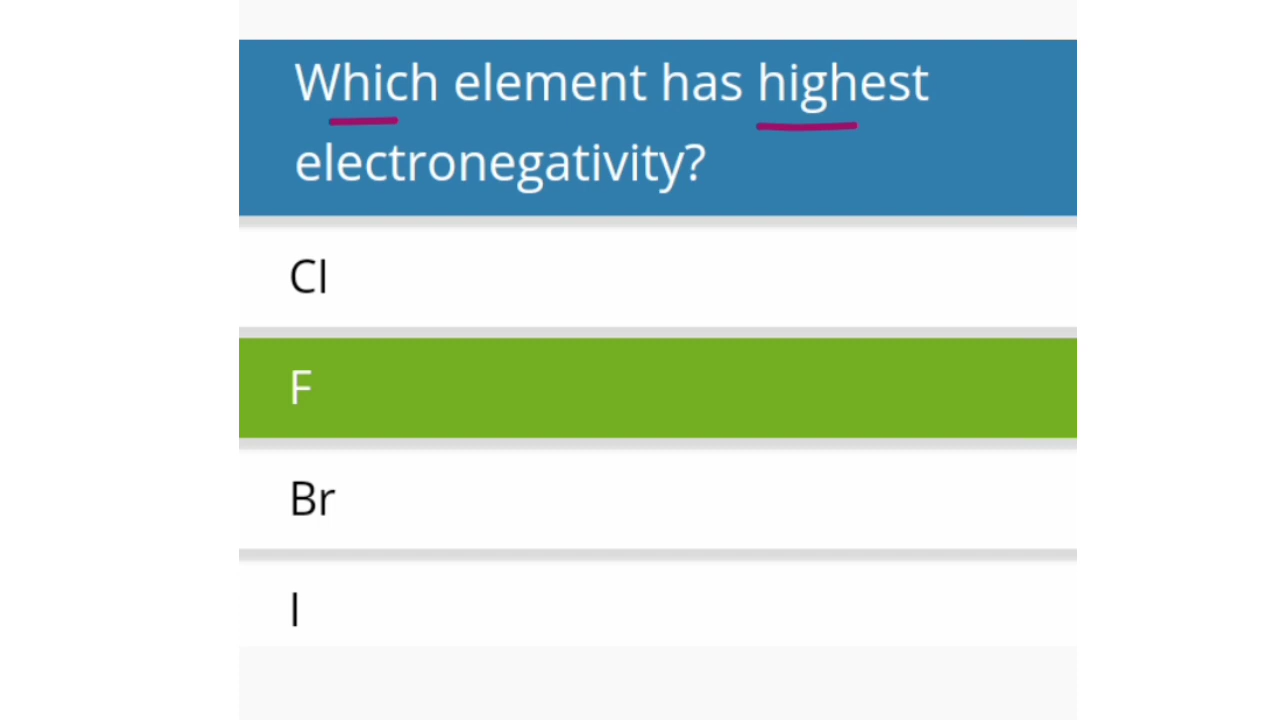 Which element has highest
electronegativity?
Cl
F
Br
I